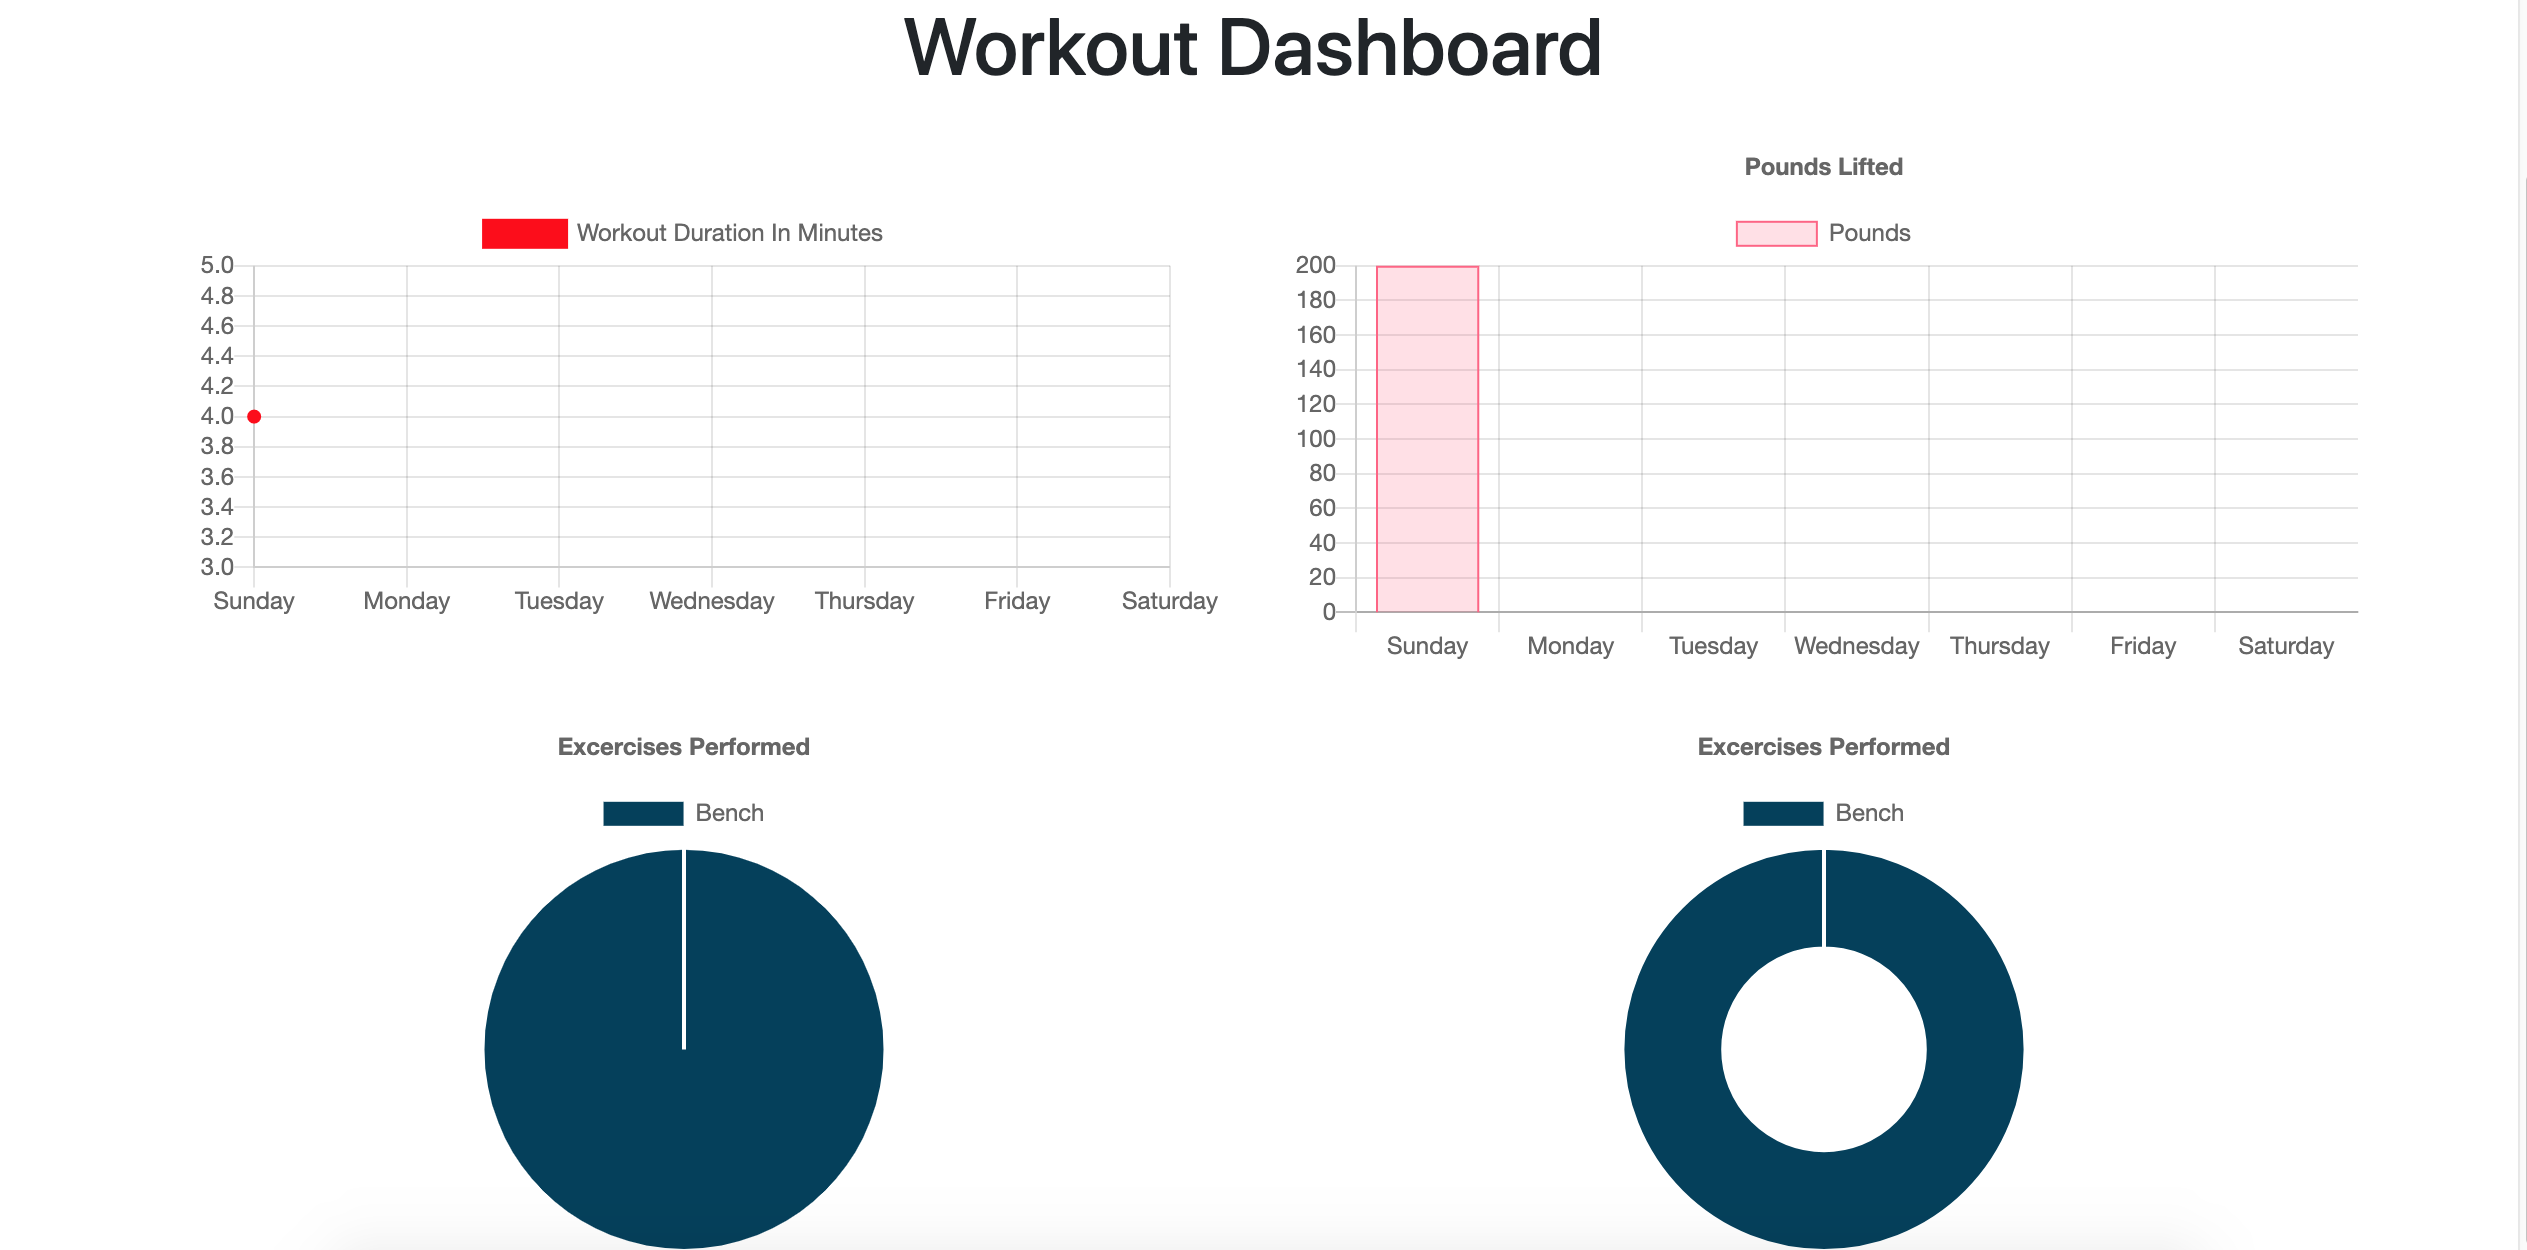 Workout Dashboard
Workout Duration In Minutes
5.0
4.8
4.6
4.4
4.2
4.0
3.8
3.6
3.4
3.2
3.0
Sunday Monday Tuesday Wednesday Thursday Friday Saturday
Pounds Lifted
Pounds
200
180
160
140
120
100
80
60
40
20
0
Sunday Monday Tuesday Wednesday Thursday Friday Saturday
Excercises Performed
Bench
Excercises Performed
Bench